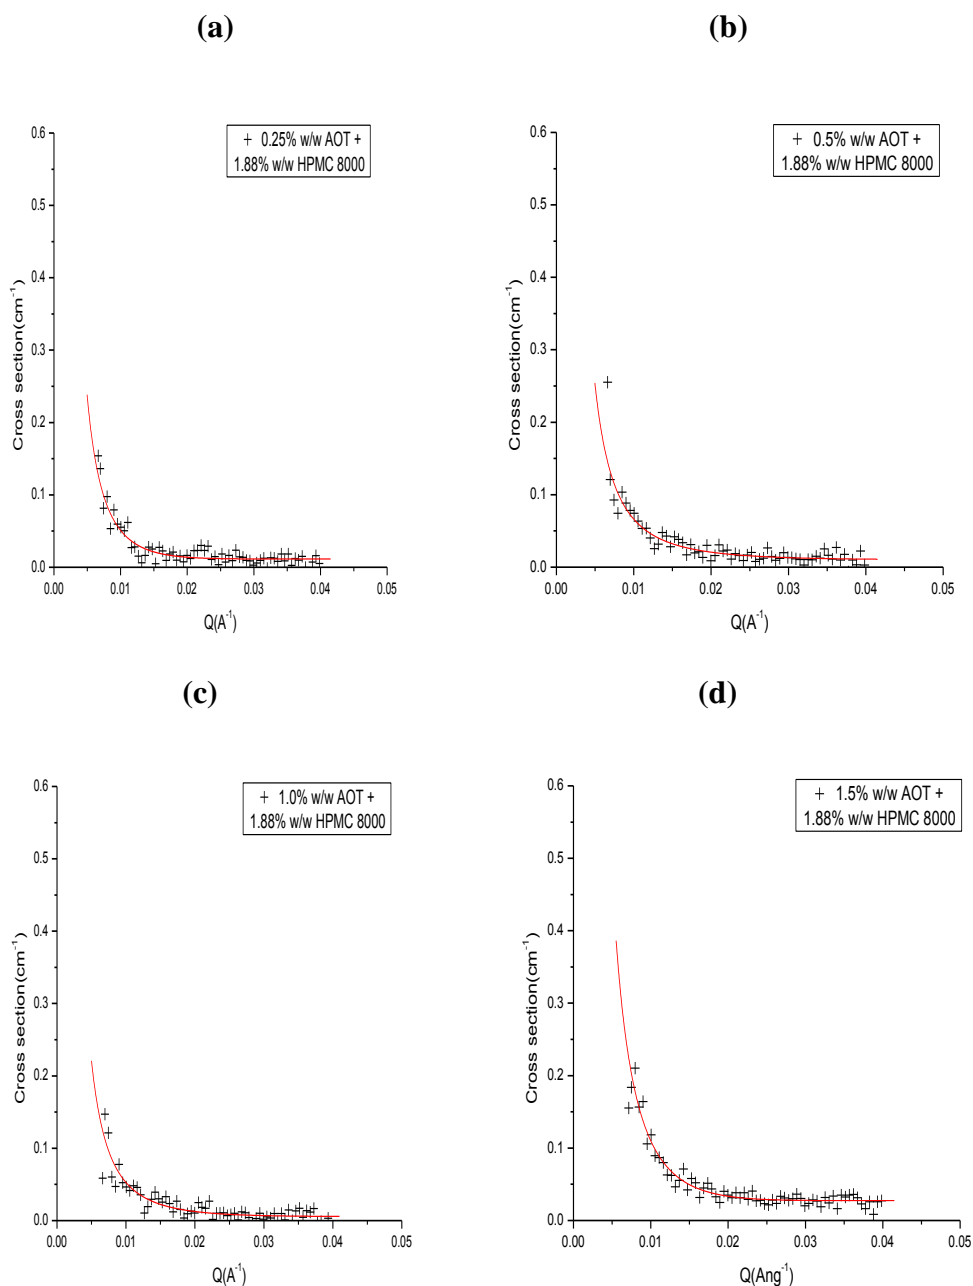 (a)
0.25% w/w AOT +
1.88% w/w HPMC 8000
0.6
0.5
0.4
0.3
0.2
0.1
0.0
Cross section(cm⁻¹)
0.00 0.01 0.02 0.03 0.04 0.05
Q(A⁻¹)
(b)
0.5% w/w AOT +
1.88% w/w HPMC 8000
0.6
0.5
0.4
0.3
0.2
0.1
0.0
Cross section(cm⁻¹)
0.00 0.01 0.02 0.03 0.04 0.05
Q(A⁻¹)
(c)
1.0% w/w AOT +
1.88% w/w HPMC 8000
0.6
0.5
0.4
0.3
0.2
0.1
0.0
Cross section(cm⁻¹)
0.00 0.01 0.02 0.03 0.04 0.05
Q(A⁻¹)
(d)
1.5% w/w AOT +
1.88% w/w HPMC 8000
0.6
0.5
0.4
0.3
0.2
0.1
0.0
Cross section(cm⁻¹)
0.00 0.01 0.02 0.03 0.04 0.05
Q(Ang⁻¹)